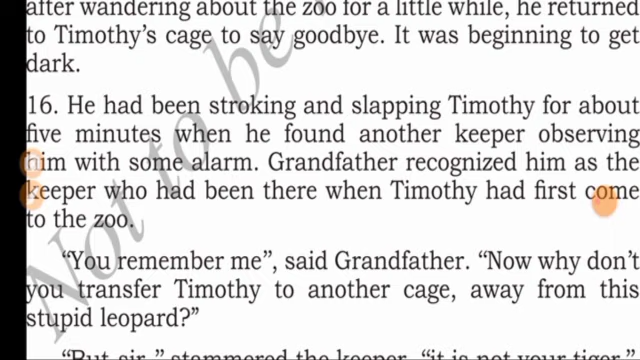 after wandering about the zoo for a little while, he returned
to Timothy's cage to say goodbye. It was beginning to get
dark.
16. He had been stroking and slapping Timothy for about
five minutes when he found another keeper observing
him with some alarm. Grandfather recognized him as the
keeper who had been there when Timothy had first come
to the zoo.
"You remember me", said Grandfather. "Now why don't
you transfer Timothy to another cage, away from this
stupid leopard?"
"But sir," stammered the keeper, "it is not your tiger."
Not to be